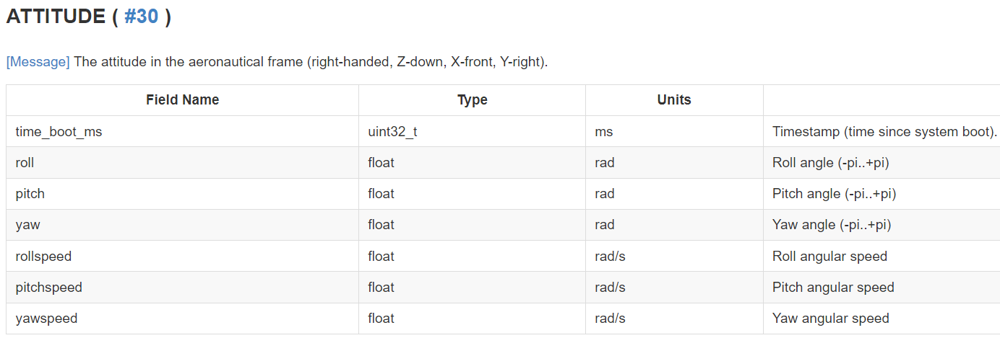 ATTITUDE ( #30 )
[Message] The attitude in the aeronautical frame (right-handed, Z-down, X-front, Y-right).
Field Name Type Units
time_boot_ms uint32_t ms Timestamp (time since system boot).
roll float rad Roll angle (-pi..+pi)
pitch float rad Pitch angle (-pi..+pi)
yaw float rad Yaw angle (-pi..+pi)
rollspeed float rad/s Roll angular speed
pitchspeed float rad/s Pitch angular speed
yawspeed float rad/s Yaw angular speed